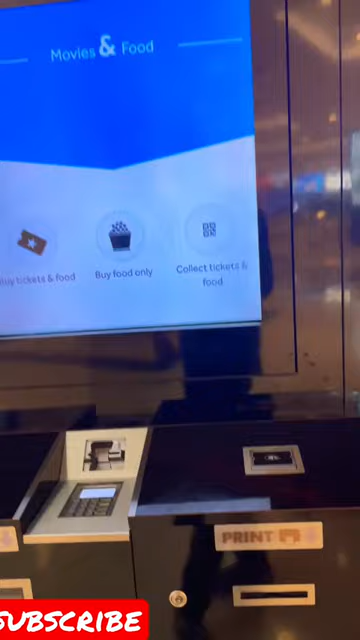 Movies & Food
Buy tickets & food
Buy food only
Collect tickets &
food
PRINT
SUBSCRIBE